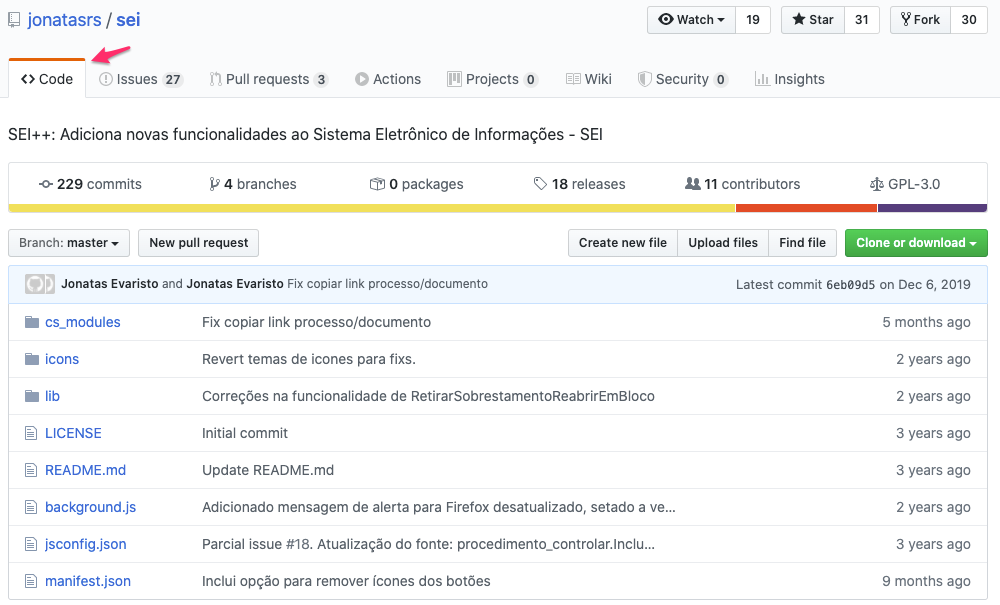 jonatasrs / sei
Watch 19 Star 31 Fork 30
Code Issues 27 Pull requests 3 Actions Projects 0 Wiki Security 0 Insights
SEI++: Adiciona novas funcionalidades ao Sistema Eletrônico de Informações - SEI
229 commits 4 branches 0 packages 18 releases 11 contributors GPL-3.0
Branch: master New pull request Create new file Upload files Find file Clone or download
Jonatas Evaristo and Jonatas Evaristo Fix copiar link processo/documento Latest commit 6eb09d5 on Dec 6, 2019
cs_modules Fix copiar link processo/documento 5 months ago
icons Revert temas de icones para fixs. 2 years ago
lib Correções na funcionalidade de RetirarSobrestamentoReabrirEmBloco 2 years ago
LICENSE Initial commit 3 years ago
README.md Update README.md 3 years ago
background.js Adicionado mensagem de alerta para Firefox desatualizado, setado a ve... 2 years ago
jsconfig.json Parcial issue #18. Atualização do fonte: procedimento_controlar.Inclu... 3 years ago
manifest.json Inclui opção para remover ícones dos botões 9 months ago